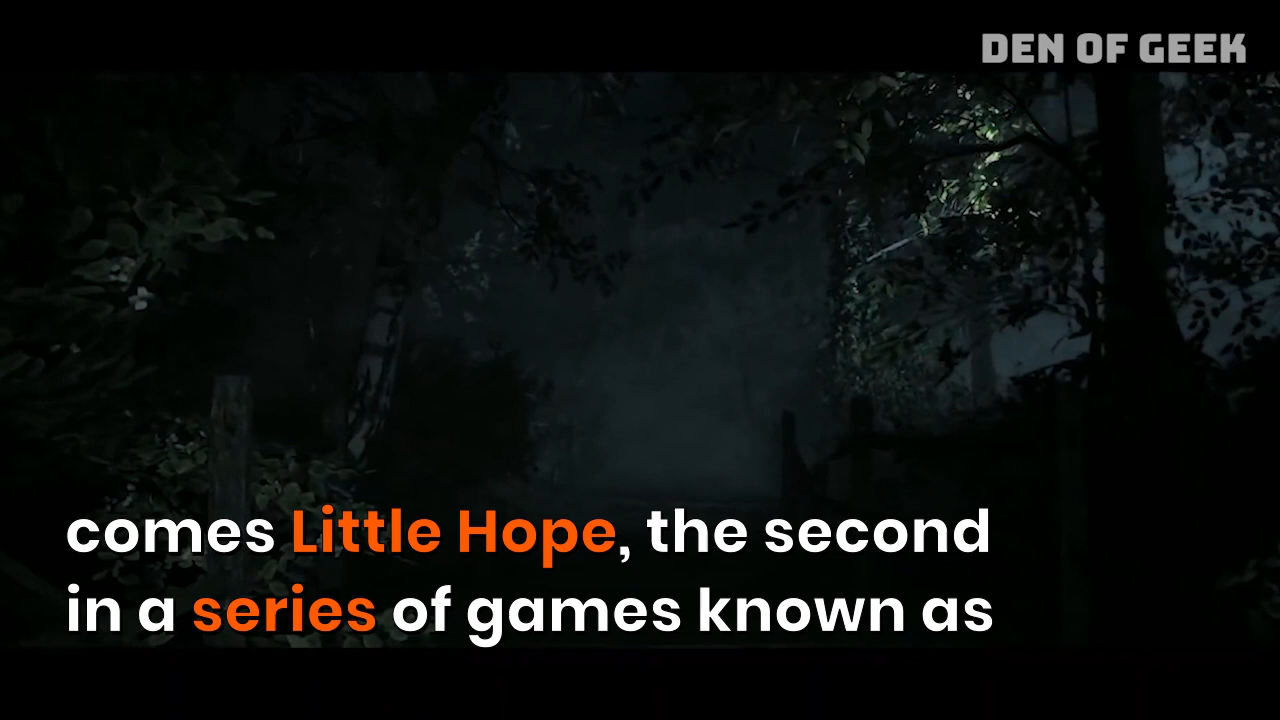 DEN OF GEEK
comes Little Hope, the second
in a series of games known as